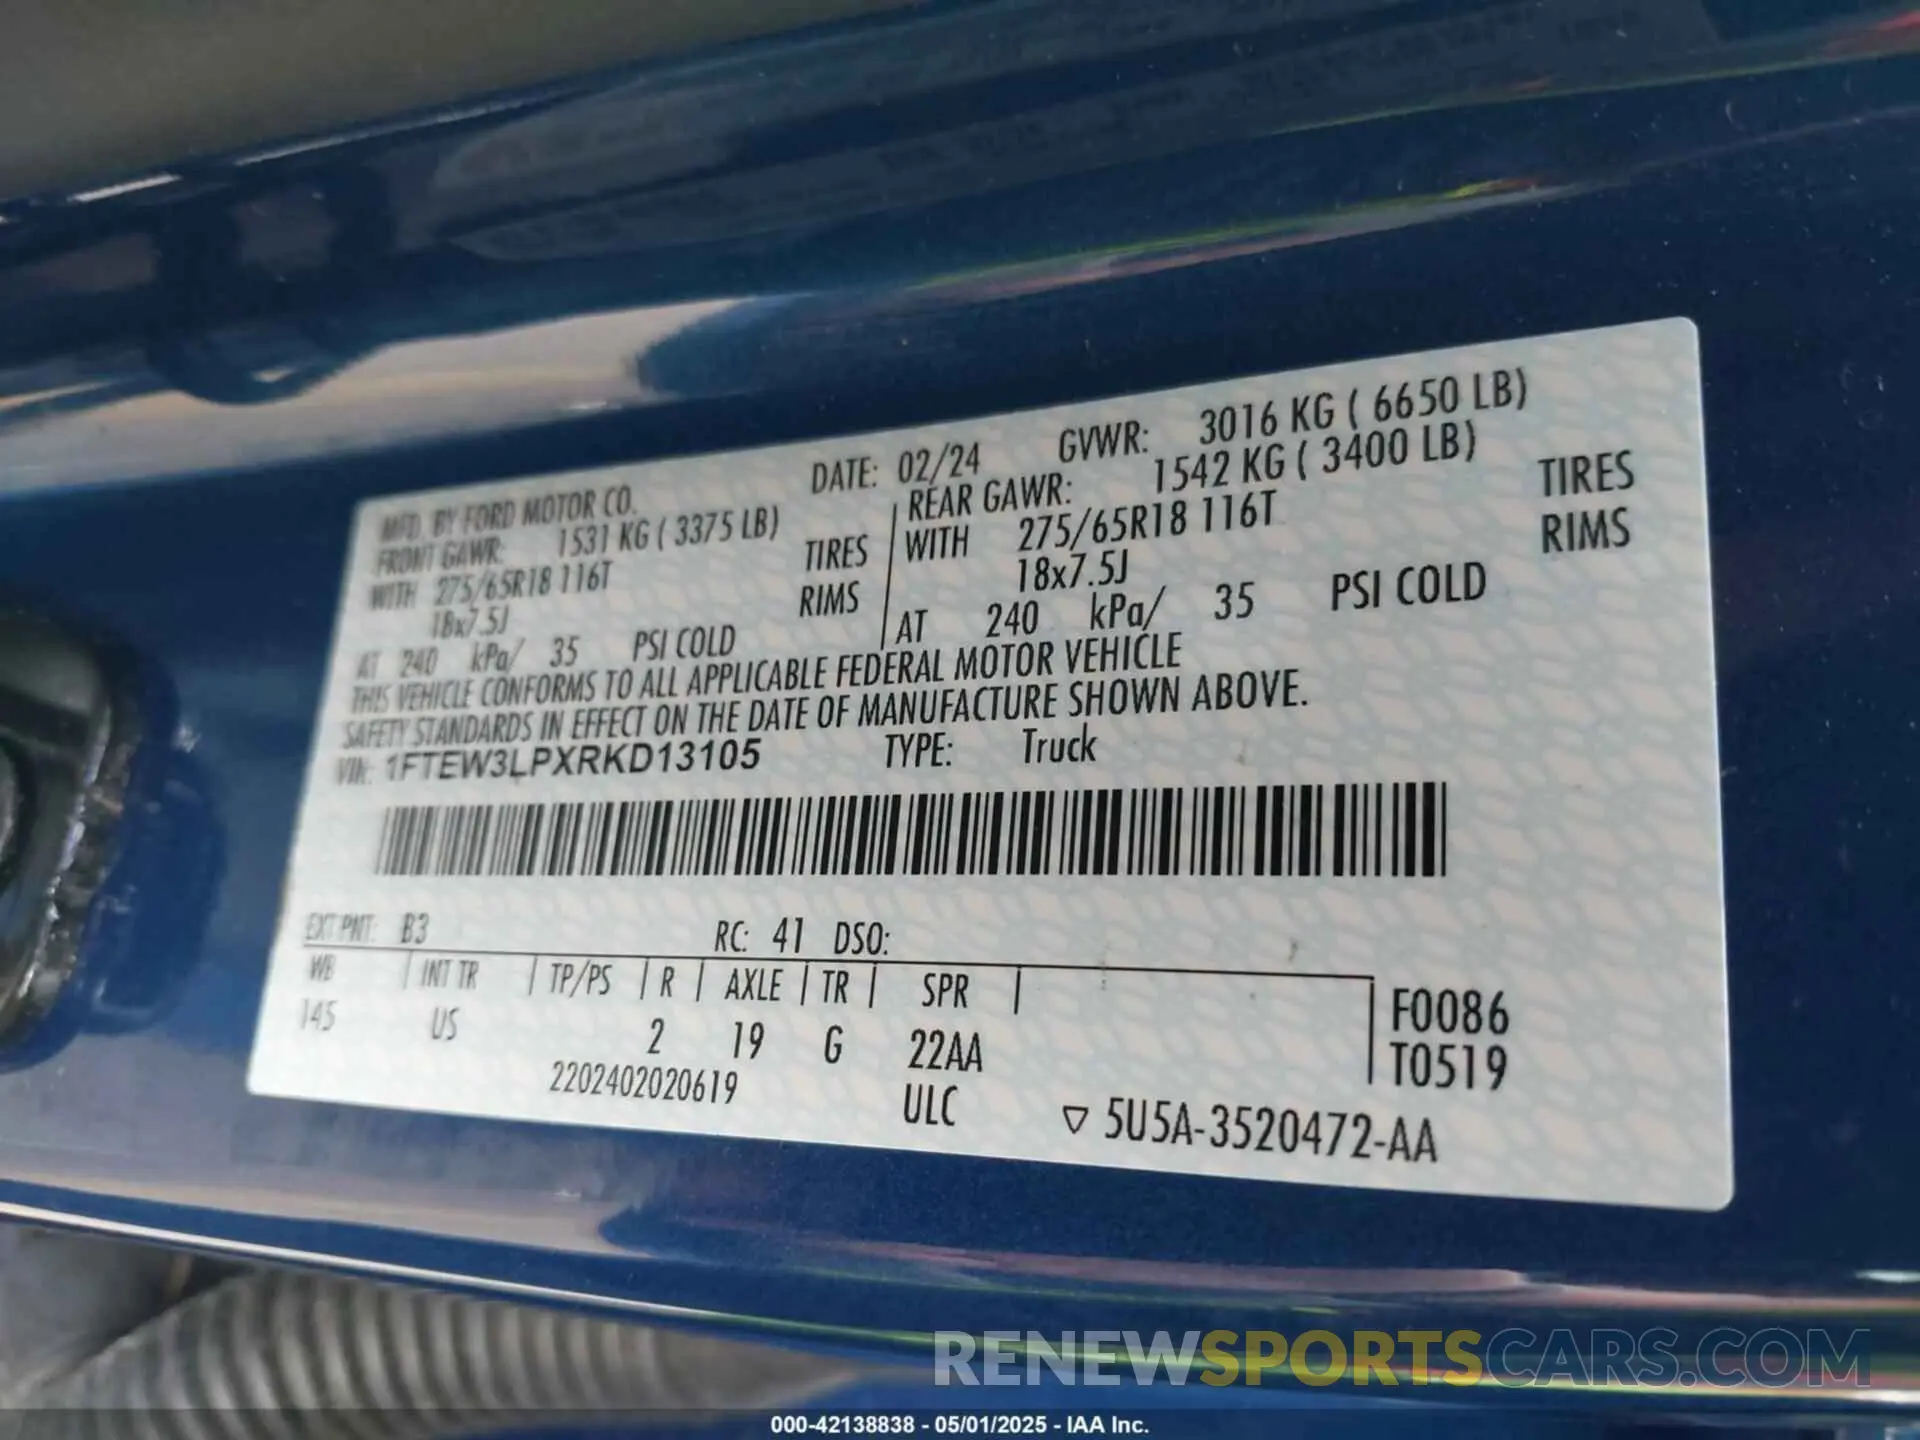 MFD. BY FORD MOTOR CO.
DATE: 02/24 GVWR: 3016 KG ( 6650 LB)
FRONT GAWR: 1531 KG ( 3375 LB)
REAR GAWR: 1542 KG ( 3400 LB)
WITH 275/65R18 116T TIRES
WITH 275/65R18 116T TIRES
18x7.5J RIMS
18x7.5J RIMS
AT 240 kPa/ 35 PSI COLD
AT 240 kPa/ 35 PSI COLD
THIS VEHICLE CONFORMS TO ALL APPLICABLE FEDERAL MOTOR VEHICLE
SAFETY STANDARDS IN EFFECT ON THE DATE OF MANUFACTURE SHOWN ABOVE.
VIN: 1FTEW3LPXRKD13105 TYPE: Truck
EXT PNT: B3 RC: 41 DSO:
WB INT TR TP/PS R AXLE TR SPR
145 US 2 19 G 22AA
F0086
T0519
2202402020619 ULC ▽ 5U5A-3520472-AA
RENEWSPORTSCARS.COM
000-42138838 - 05/01/2025 - IAA Inc.